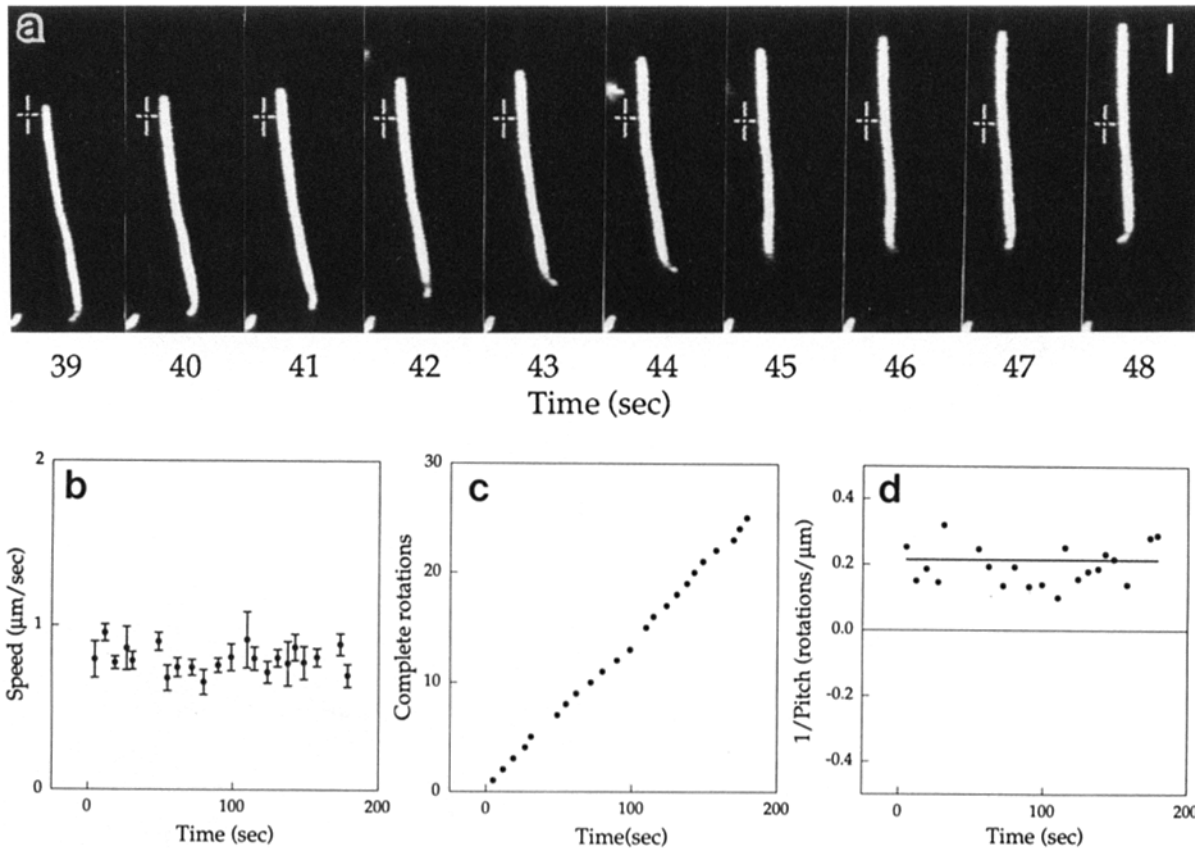 a
39 40 41 42 43 44 45 46 47 48
Time (sec)
b
Speed (μm/sec)
2
1
0
0 100 200
Time (sec)
c
Complete rotations
30
20
10
0
0 100 200
Time(sec)
d
1/Pitch (rotations/μm)
0.4
0.2
0.0
-0.2
-0.4
0 100 200
Time (sec)